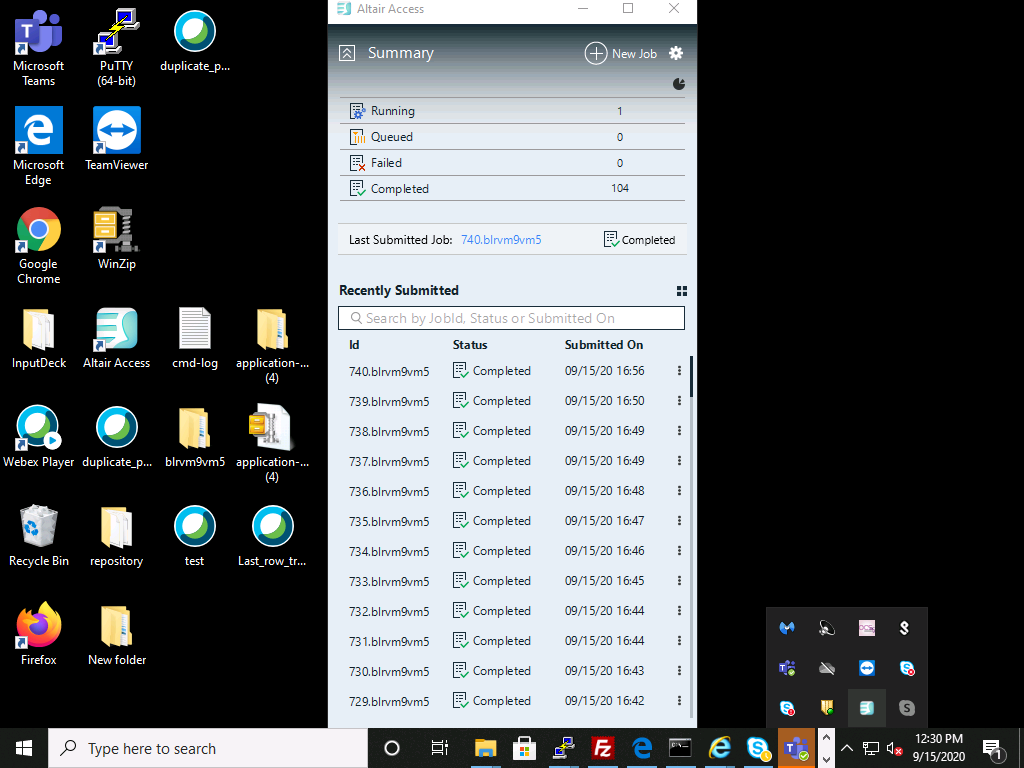 Microsoft
Teams
PuTTY
(64-bit)
duplicate_p...
Microsoft
Edge
TeamViewer
Google
Chrome
WinZip
InputDeck
Altair Access
cmd-log
application-...
(4)
Webex Player
duplicate_p...
blrvm9vm5
application-...
(4)
Recycle Bin
repository
test
Last_row_tr...
Firefox
New folder
Altair Access
Summary
New Job
Running 1
Queued 0
Failed 0
Completed 104
Last Submitted Job: 740.blrvm9vm5 Completed
Recently Submitted
Search by JobId, Status or Submitted On
Id Status Submitted On
740.blrvm9vm5 Completed 09/15/20 16:56
739.blrvm9vm5 Completed 09/15/20 16:50
738.blrvm9vm5 Completed 09/15/20 16:49
737.blrvm9vm5 Completed 09/15/20 16:49
736.blrvm9vm5 Completed 09/15/20 16:48
735.blrvm9vm5 Completed 09/15/20 16:47
734.blrvm9vm5 Completed 09/15/20 16:46
733.blrvm9vm5 Completed 09/15/20 16:45
732.blrvm9vm5 Completed 09/15/20 16:44
731.blrvm9vm5 Completed 09/15/20 16:44
730.blrvm9vm5 Completed 09/15/20 16:43
729.blrvm9vm5 Completed 09/15/20 16:42
Type here to search
12:30 PM
9/15/2020
1